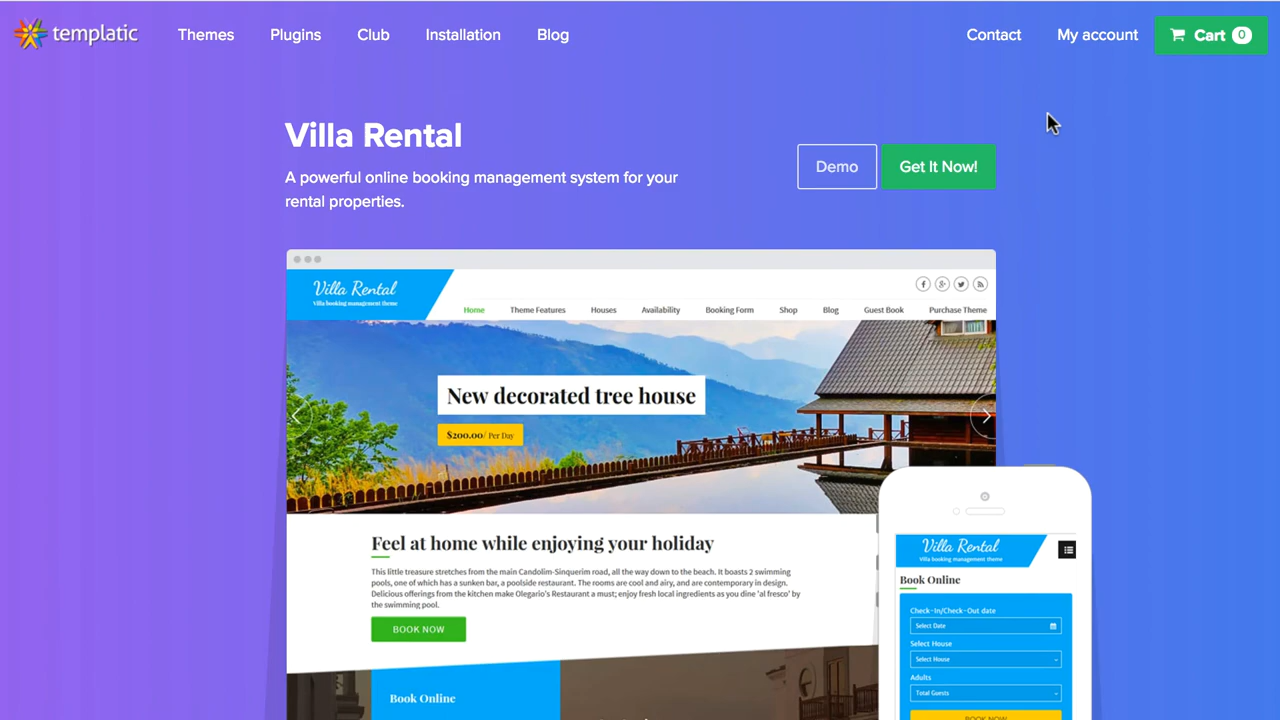 templatic Themes Plugins Club Installation Blog Contact My account Cart 0
Villa Rental
A powerful online booking management system for your
rental properties.
Demo Get It Now!
Villa Rental
Villa booking management theme
Home Theme Features Houses Availability Booking Form Shop Blog Guest Book Purchase Theme
New decorated tree house
$200.00/ Per Day
Feel at home while enjoying your holiday
This little treasure stretches from the main Candolim-Sinquerim road, all the way down to the beach. It boasts 2 swimming
pools, one of which has a sunken bar, a poolside restaurant. The rooms are cool and airy, and are contemporary in design.
Delicious offerings from the kitchen make Olegario's Restaurant a must; enjoy fresh local ingredients as you dine 'al fresco' by
the swimming pool.
BOOK NOW
Book Online
Villa Rental
Villa booking management theme
Book Online
Check-In/Check-Out date
Select Date
Select House
Select House
Adults
Total Guests
BOOK NOW